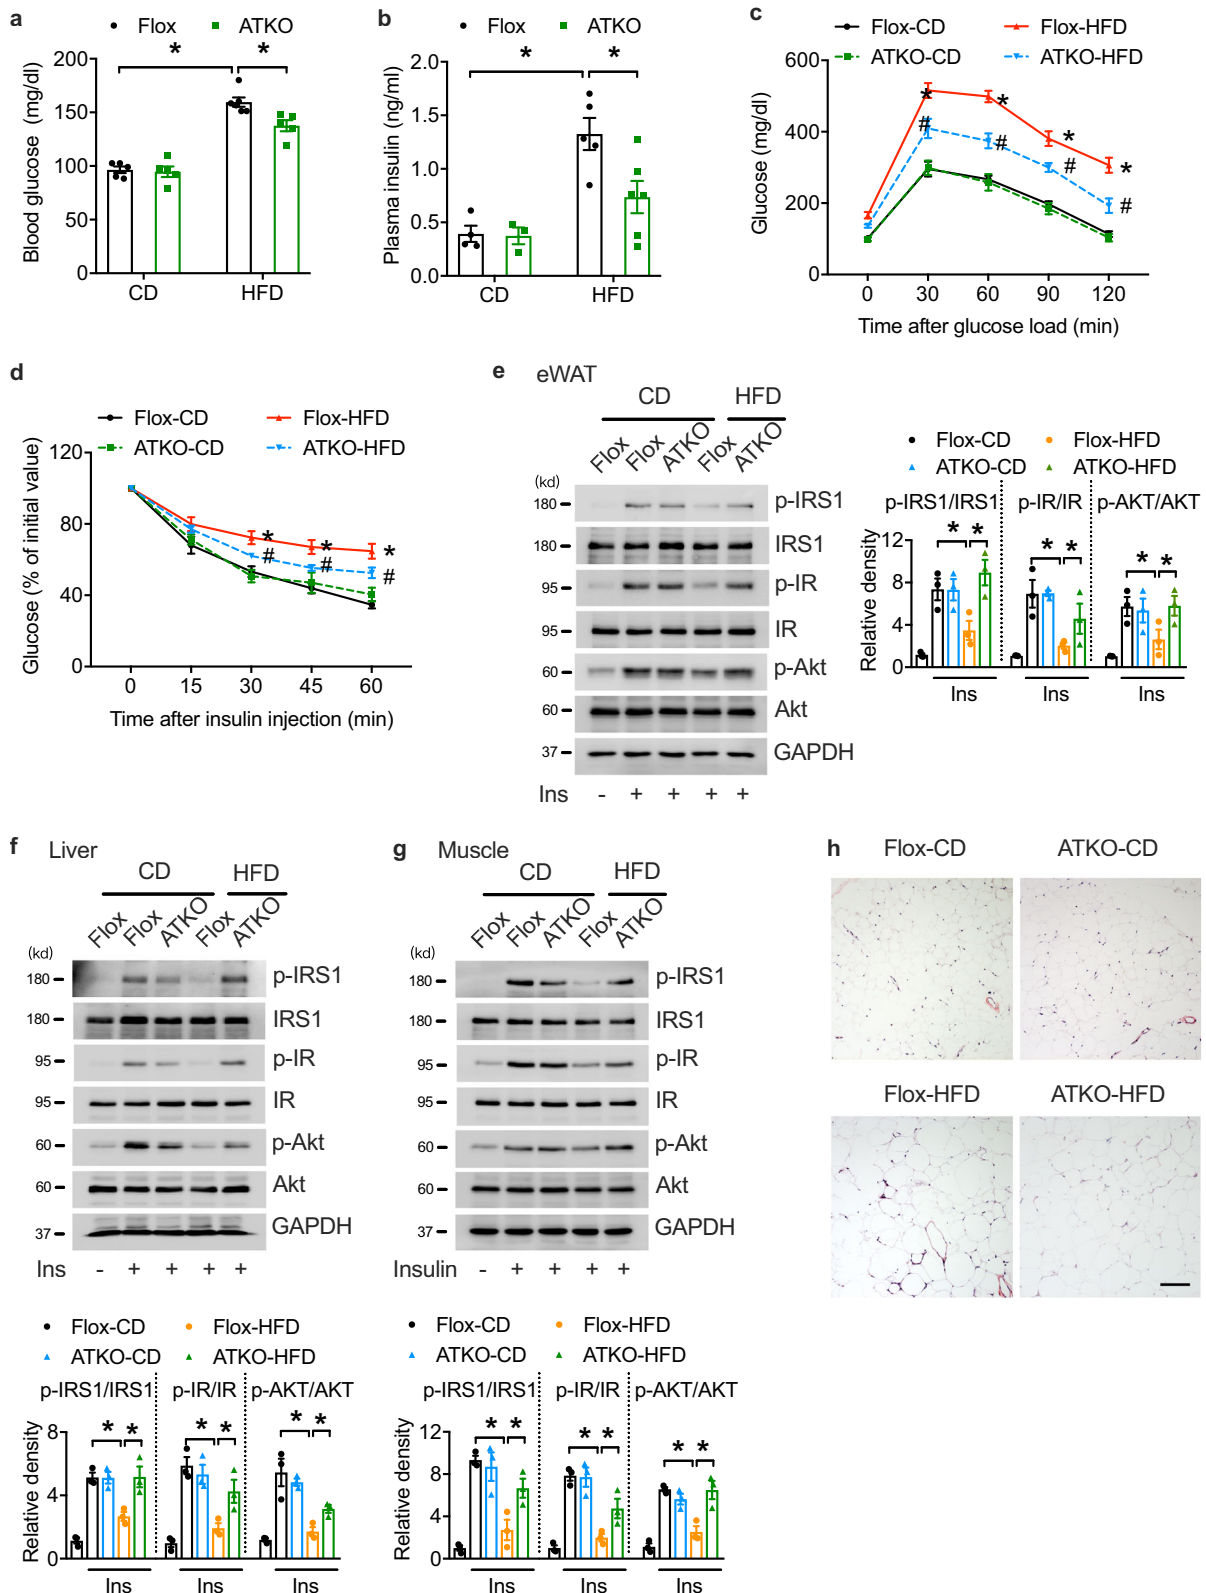 a
Flox ATKO
* *
Blood glucose (mg/dl)
200
150
100
50
0
CD HFD
b
Flox ATKO
* *
Plasma insulin (ng/ml)
2.0
1.5
1.0
0.5
0.0
CD HFD
c
Flox-CD Flox-HFD
ATKO-CD ATKO-HFD
Glucose (mg/dl)
600
400
200
0
* * * *
# # # #
0 30 60 90 120
Time after glucose load (min)
d
Flox-CD Flox-HFD
ATKO-CD ATKO-HFD
Glucose (% of initial value)
120
80
40
0
* * *
# # #
0 15 30 45 60
Time after insulin injection (min)
e eWAT
CD HFD
Flox Flox ATKO Flox ATKO
(kd)
180 p-IRS1
180 IRS1
95 p-IR
95 IR
60 p-Akt
60 Akt
37 GAPDH
Ins - + + + +
Flox-CD Flox-HFD
ATKO-CD ATKO-HFD
p-IRS1/IRS1 p-IR/IR p-AKT/AKT
* * * * * *
Relative density
12
8
4
0
Ins Ins Ins
f Liver
CD HFD
Flox Flox ATKO Flox ATKO
(kd)
180 p-IRS1
180 IRS1
95 p-IR
95 IR
60 p-Akt
60 Akt
37 GAPDH
Ins - + + + +
Flox-CD Flox-HFD
ATKO-CD ATKO-HFD
p-IRS1/IRS1 p-IR/IR p-AKT/AKT
* * * * * *
Relative density
8
4
0
Ins Ins Ins
g Muscle
CD HFD
Flox Flox ATKO Flox ATKO
(kd)
180 p-IRS1
180 IRS1
95 p-IR
95 IR
60 p-Akt
60 Akt
37 GAPDH
Insulin - + + + +
Flox-CD Flox-HFD
ATKO-CD ATKO-HFD
p-IRS1/IRS1 p-IR/IR p-AKT/AKT
* * * * * *
Relative density
12
8
4
0
Ins Ins Ins
h
Flox-CD ATKO-CD
Flox-HFD ATKO-HFD